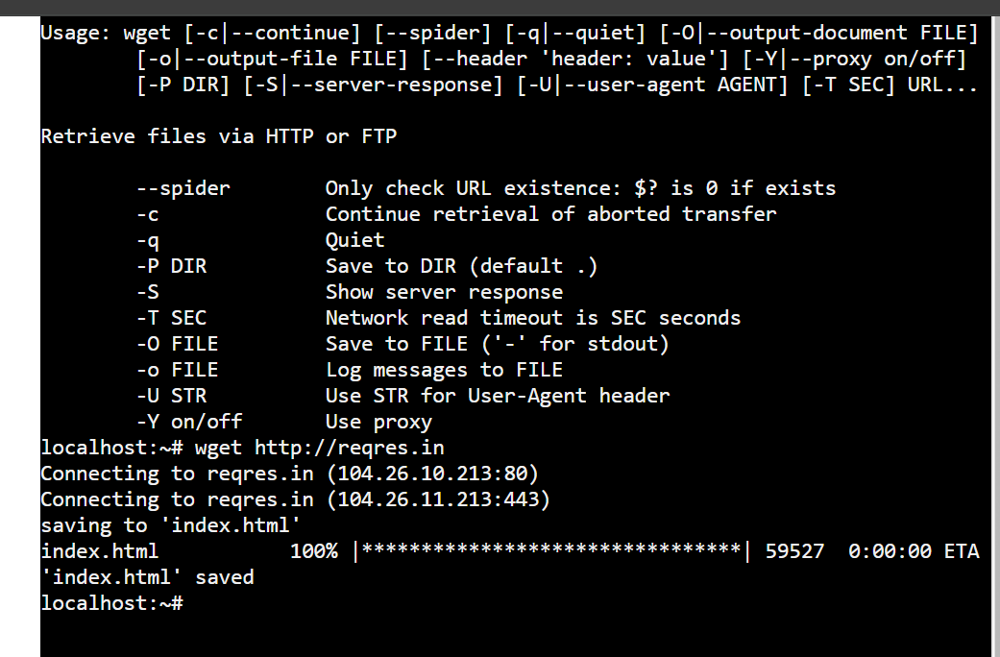 Usage: wget [-c|--continue] [--spider] [-q|--quiet] [-O|--output-document FILE]
        [-o|--output-file FILE] [--header 'header: value'] [-Y|--proxy on/off]
        [-P DIR] [-S|--server-response] [-U|--user-agent AGENT] [-T SEC] URL...

Retrieve files via HTTP or FTP

        --spider        Only check URL existence: $? is 0 if exists
        -c              Continue retrieval of aborted transfer
        -q              Quiet
        -P DIR          Save to DIR (default .)
        -S              Show server response
        -T SEC          Network read timeout is SEC seconds
        -O FILE         Save to FILE ('-' for stdout)
        -o FILE         Log messages to FILE
        -U STR          Use STR for User-Agent header
        -Y on/off       Use proxy
localhost:~# wget http://reqres.in
Connecting to reqres.in (104.26.10.213:80)
Connecting to reqres.in (104.26.11.213:443)
saving to 'index.html'
index.html           100% |********************************| 59527  0:00:00 ETA
'index.html' saved
localhost:~#